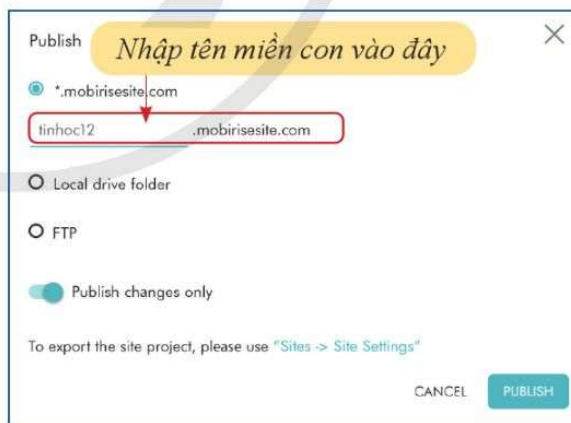 Publish
Nhập tên miền con vào đây
*.mobirisesite.com
tinhoc12 .mobirisesite.com
Local drive folder
FTP
Publish changes only
To export the site project, please use "Sites -> Site Settings"
CANCEL PUBLISH